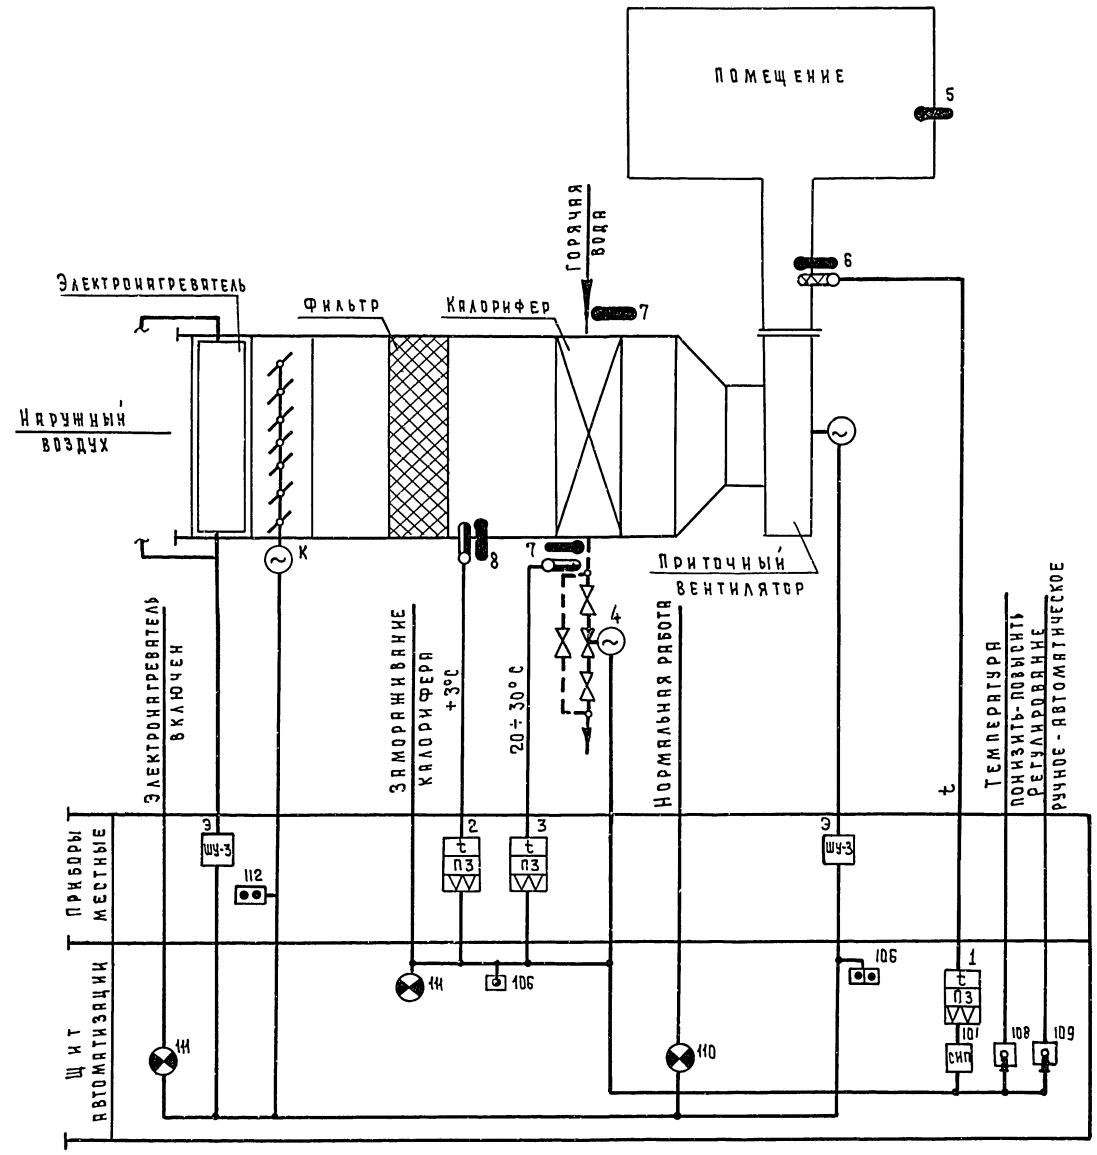 ПОМЕЩЕНИЕ
5
ГОРЯЧАЯ
ВОДА
6
7
ЭЛЕКТРОНАГРЕВАТЕЛЬ
ФИЛЬТР
КАЛОРИФЕР
НАРУЖНЫЙ
ВОЗДУХ
К
8
7
4
ПРИТОЧНЫЙ
ВЕНТИЛЯТОР
ЭЛЕКТРОНАГРЕВАТЕЛЬ
ВКЛЮЧЕН
ЗАМОРАЖИВАНИЕ
КАЛОРИФЕРА
+3°С
20÷30°С
НОРМАЛЬНАЯ РАБОТА
t
ТЕМПЕРАТУРА
ПОНИЗИТЬ-ПОВЫСИТЬ
РЕГУЛИРОВАНИЕ
РУЧНОЕ-АВТОМАТИЧЕСКОЕ
ПРИБОРЫ
МЕСТНЫЕ
Э
ШУ-3
112
2
t
ПЗ
3
t
ПЗ
Э
ШУ-3
ЩИТ
АВТОМАТИЗАЦИИ
111
111
106
110
106
1
t
ПЗ
101
СИП
108
109